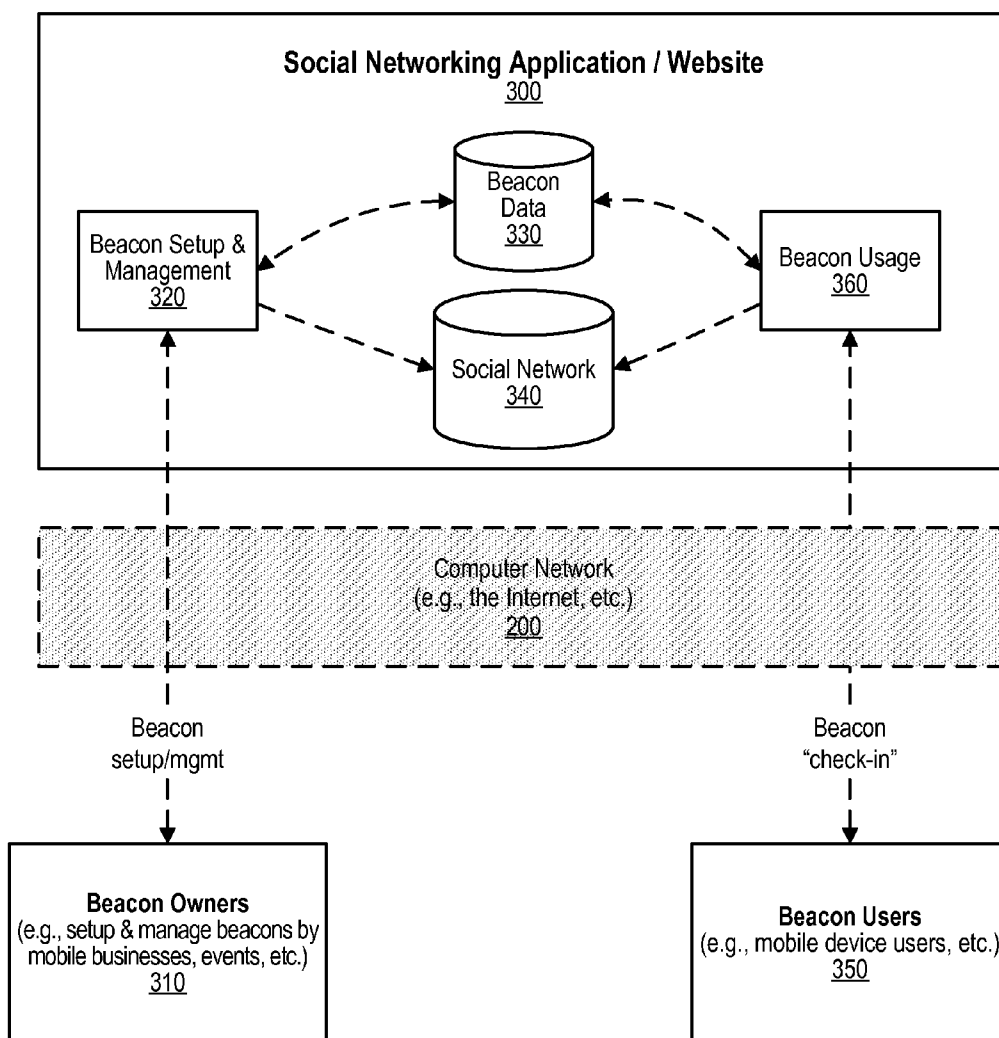 Social Networking Application / Website
300
Beacon
Data
330
Beacon Setup &
Management
320
Beacon Usage
360
Social Network
340
Computer Network
(e.g., the Internet, etc.)
200
Beacon
setup/mgmt
Beacon
“check-in”
Beacon Owners
(e.g., setup & manage beacons by
mobile businesses, events, etc.)
310
Beacon Users
(e.g., mobile device users, etc.)
350